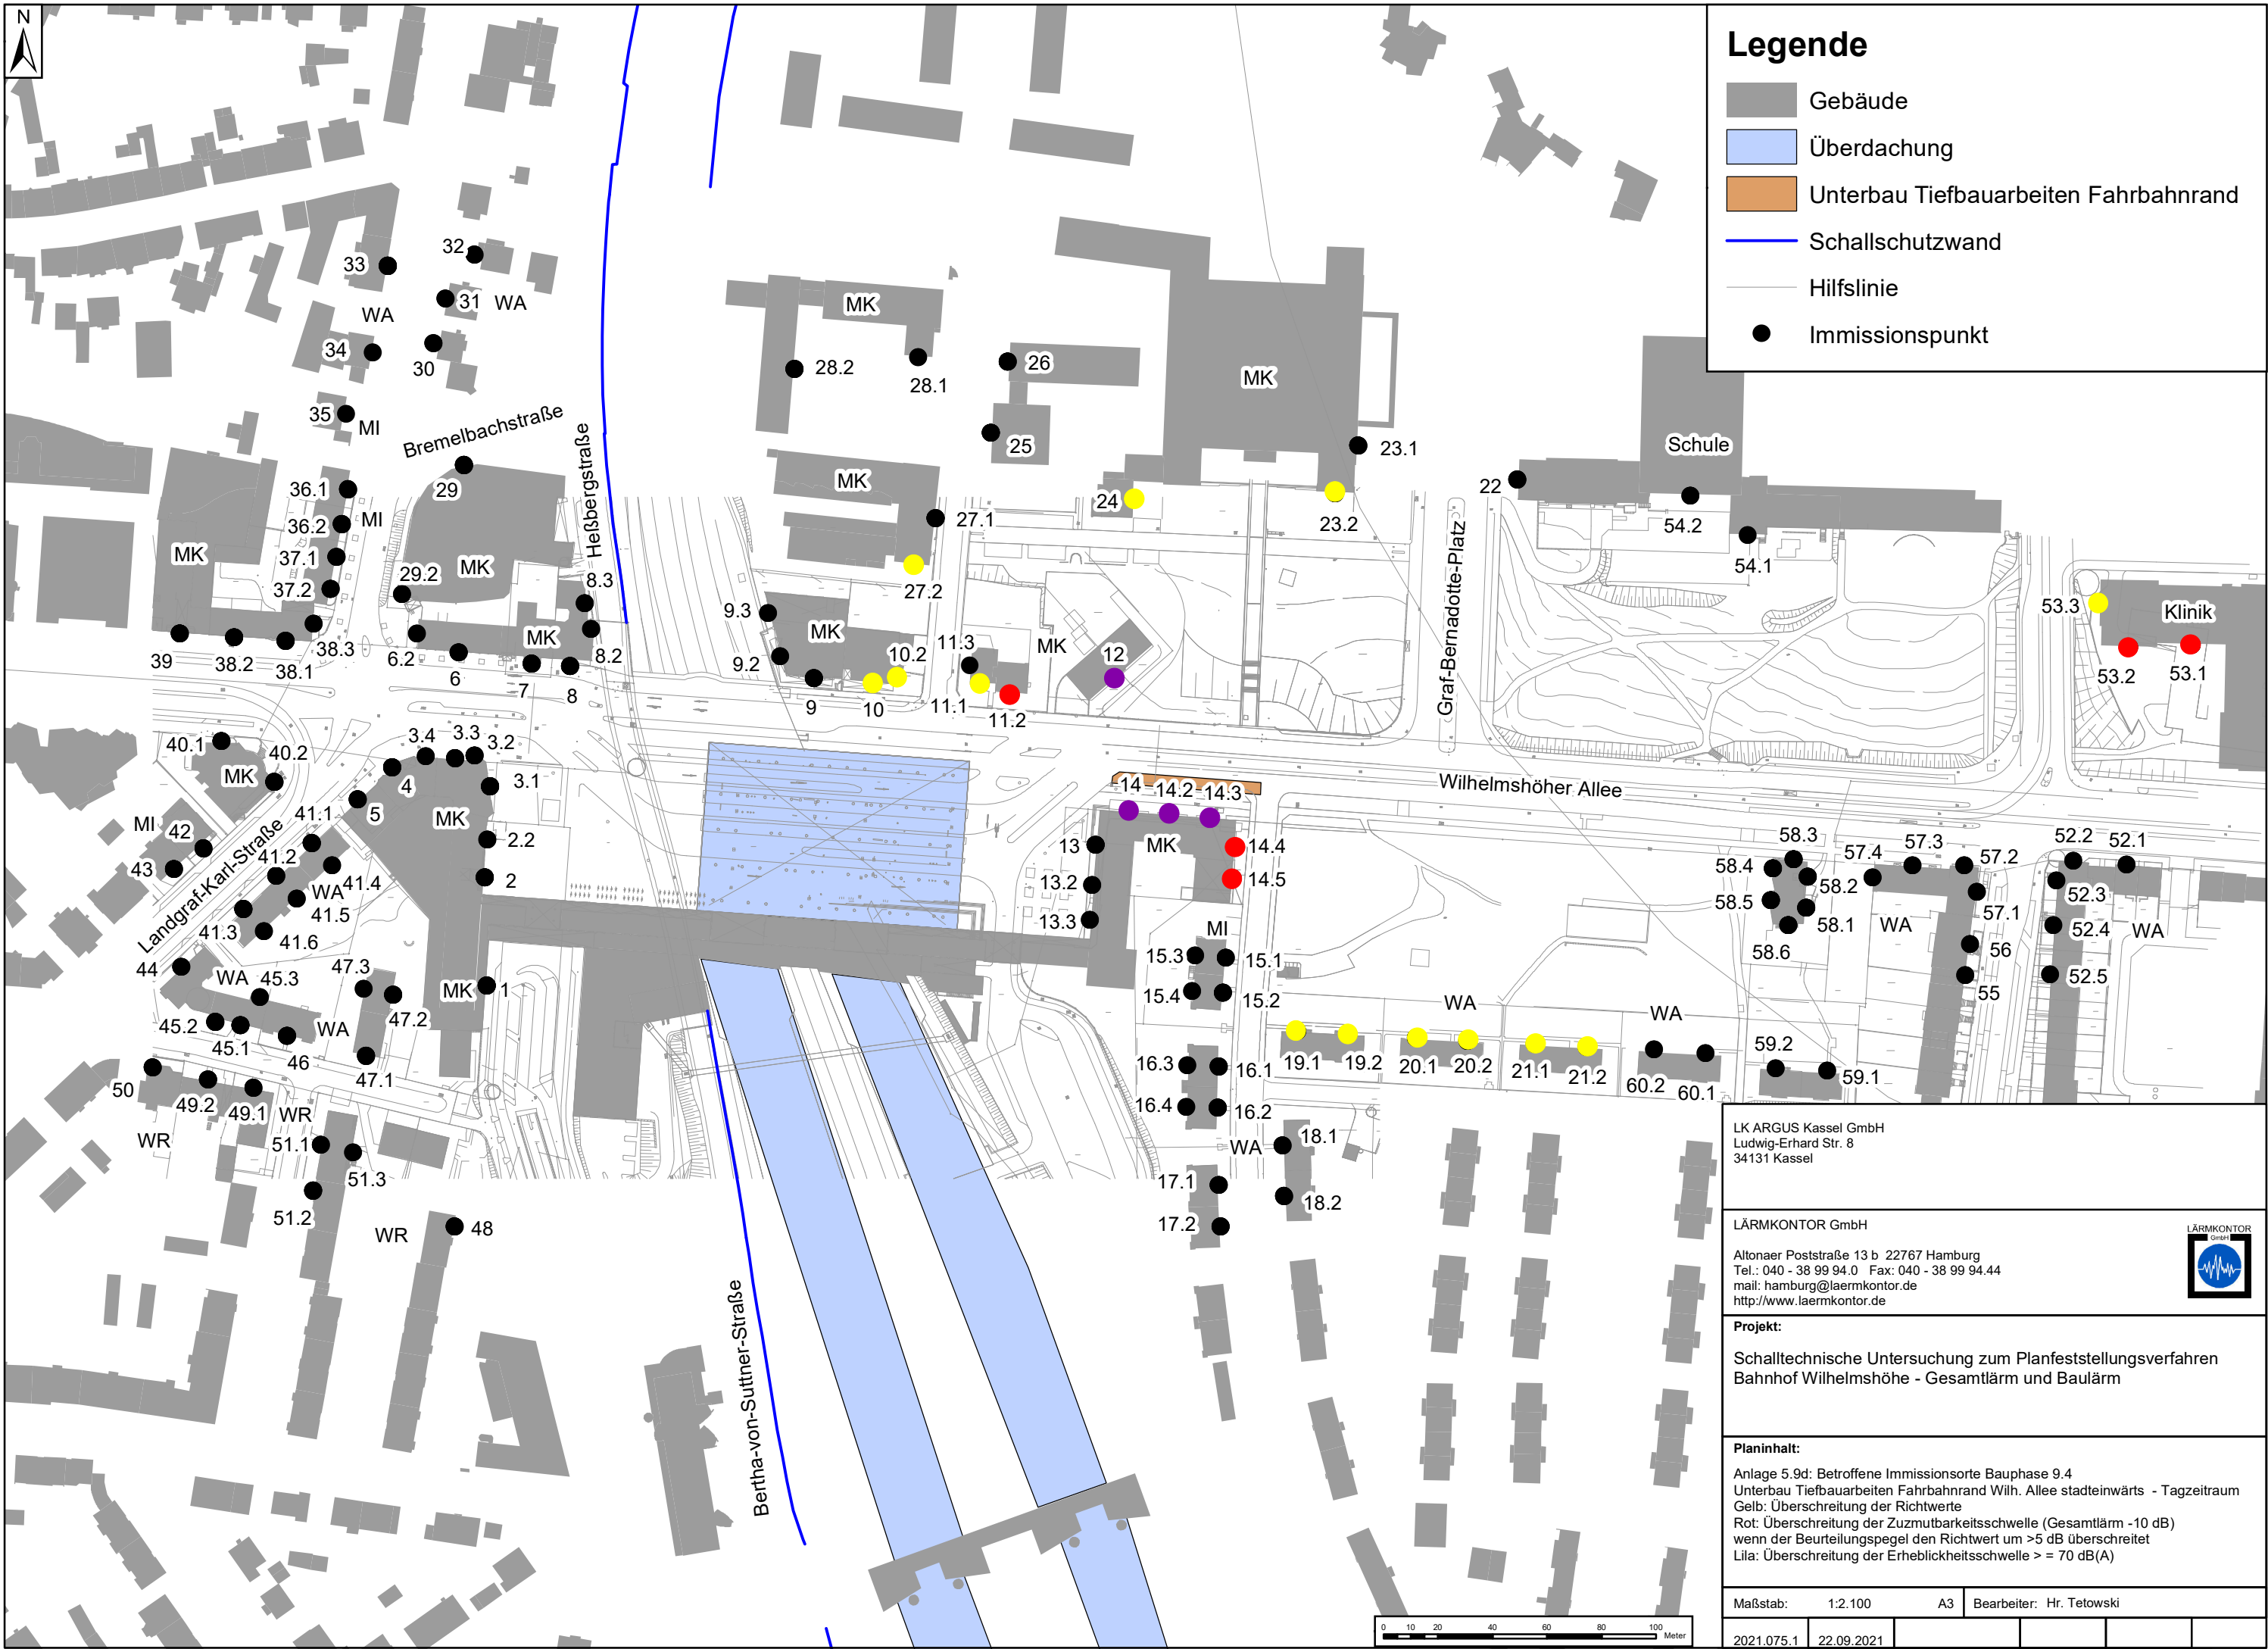 N
Legende
Gebäude
Überdachung
Unterbau Tiefbauarbeiten Fahrbahnrand
Schallschutzwand
Hilfslinie
Immissionspunkt
32
33
31
WA
WA
34
30
35
MI
Bremelbachstraße
29
36.1
36.2
MI
37.1
MK
37.2
29.2
MK
Heßbergstraße
8.3
39
38.2
38.1
38.3
6.2
6
7
MK
8
8.2
MK
28.2
28.1
26
25
MK
23.1
MK
27.1
27.2
24
23.2
22
Schule
54.2
54.1
Graf-Bernadotte-Platz
9.3
MK
9.2
9
10
10.2
11.3
11.1
11.2
MK
12
53.3
Klinik
53.2
53.1
40.1
40.2
MK
3.4
3.3
3.2
3.1
4
5
MK
MI
42
43
41.1
41.2
41.3
WA
41.4
41.5
41.6
Landgraf-Karl-Straße
2.2
2
44
WA
45.3
47.3
MK
1
45.2
45.1
46
WA
47.2
47.1
50
49.2
49.1
WR
WR
51.1
51.3
51.2
WR
48
Wilhelmshöher Allee
14
14.2
14.3
13
MK
14.4
14.5
13.2
13.3
MI
15.3
15.1
15.4
15.2
16.3
16.1
16.4
16.2
WA
18.1
17.1
18.2
17.2
19.1
19.2
WA
20.1
20.2
21.1
21.2
WA
60.2
60.1
59.2
59.1
58.3
58.4
58.2
58.5
58.1
58.6
57.4
57.3
57.2
57.1
WA
56
55
52.2
52.1
52.3
52.4
WA
52.5
Bertha-von-Suttner-Straße
LK ARGUS Kassel GmbH
Ludwig-Erhard Str. 8
34131 Kassel
LÄRMKONTOR GmbH
Altonaer Poststraße 13 b 22767 Hamburg
Tel.: 040 - 38 99 94.0 Fax: 040 - 38 99 94.44
mail: hamburg@laermkontor.de
http://www.laermkontor.de
LÄRMKONTOR
GmbH
Projekt:
Schalltechnische Untersuchung zum Planfeststellungsverfahren
Bahnhof Wilhelmshöhe - Gesamtlärm und Baulärm
Planinhalt:
Anlage 5.9d: Betroffene Immissionsorte Bauphase 9.4
Unterbau Tiefbauarbeiten Fahrbahnrand Wilh. Allee stadteinwärts - Tagzeitraum
Gelb: Überschreitung der Richtwerte
Rot: Überschreitung der Zuzmutbarkeitsschwelle (Gesamtlärm -10 dB)
wenn der Beurteilungspegel den Richtwert um >5 dB überschreitet
Lila: Überschreitung der Erheblickheitsschwelle > = 70 dB(A)
Maßstab: 1:2.100 A3 Bearbeiter: Hr. Tetowski
2021.075.1 22.09.2021
0 10 20 40 60 80 100
Meter